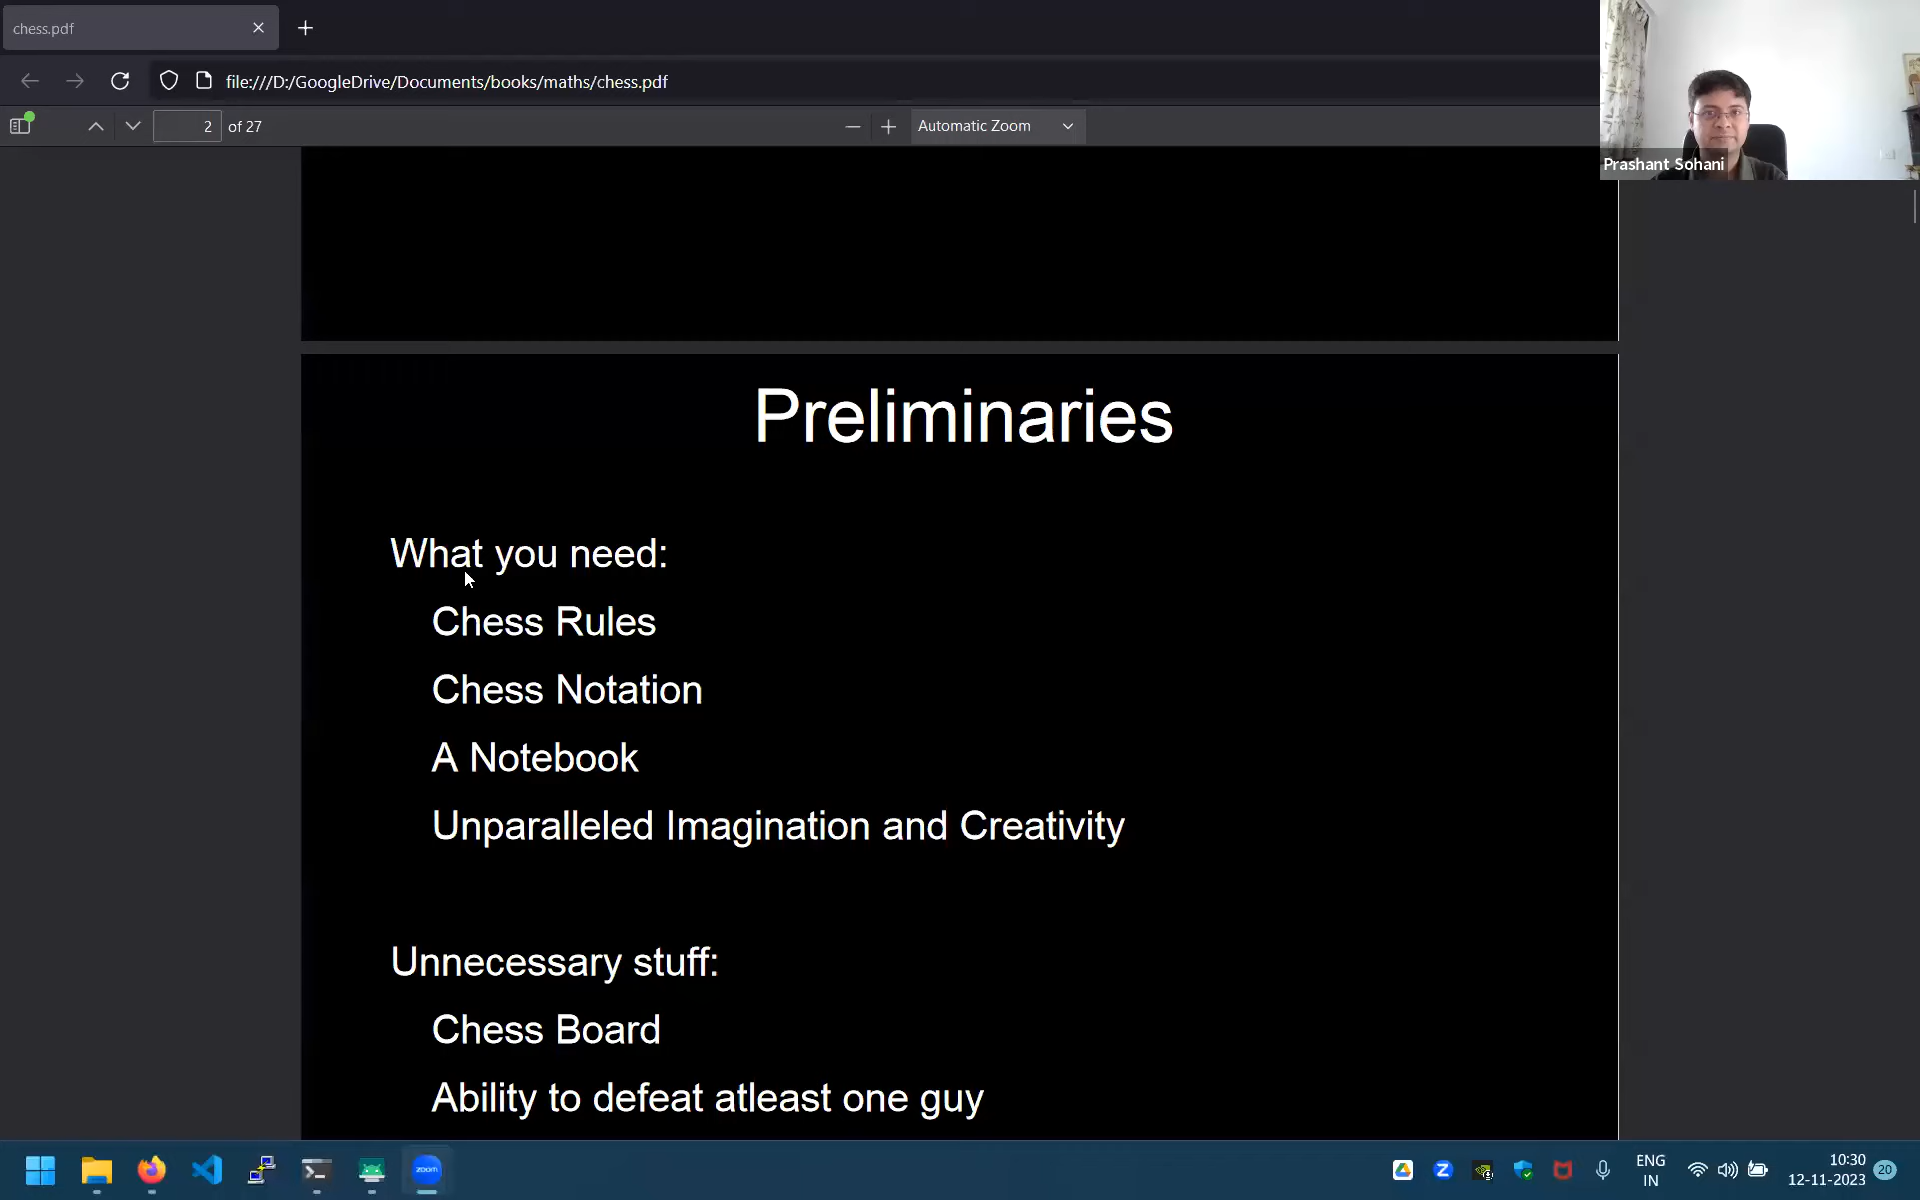 chess.pdf
file:///D:/GoogleDrive/Documents/books/maths/chess.pdf
2 of 27
Automatic Zoom
Prashant Sohani
Preliminaries
What you need:
Chess Rules
Chess Notation
A Notebook
Unparalleled Imagination and Creativity
Unnecessary stuff:
Chess Board
Ability to defeat atleast one guy
zoom
Z
ENG
IN
10:30
12-11-2023
20